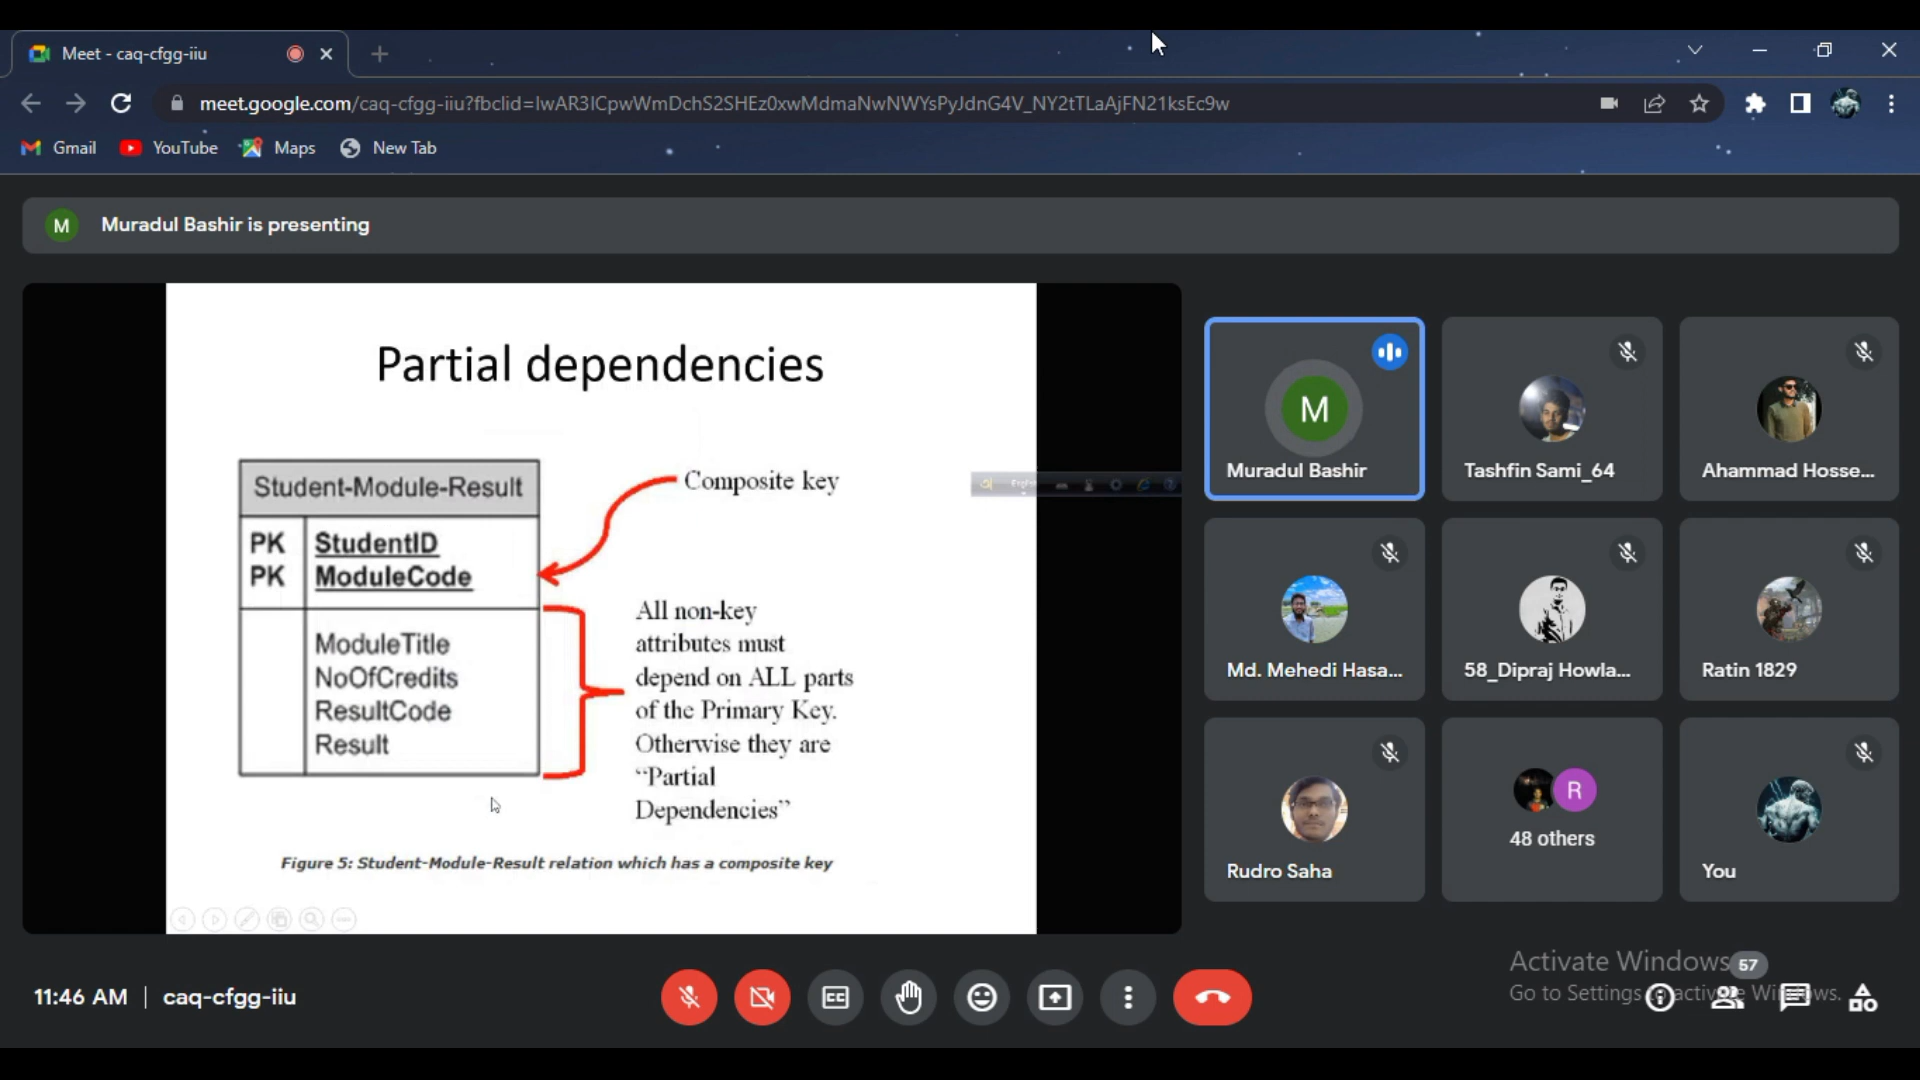 Meet - caq-cfgg-iiu
meet.google.com/caq-cfgg-iiu?fbclid=IwAR3ICpwWmDchS2SHEz0xwMdmaNwNWYsPyJdnG4V_NY2tTLaAjFN21ksEc9w
Gmail YouTube Maps New Tab
M Muradul Bashir is presenting
Partial dependencies
Student-Module-Result
PK StudentID
PK ModuleCode
ModuleTitle
NoOfCredits
ResultCode
Result
Composite key
All non-key
attributes must
depend on ALL parts
of the Primary Key.
Otherwise they are
“Partial
Dependencies”
Figure 5: Student-Module-Result relation which has a composite key
M
Muradul Bashir
Tashfin Sami_64
Ahammad Hosse...
Md. Mehedi Hasa...
58_Dipraj Howla...
Ratin 1829
Rudro Saha
R
48 others
You
11:46 AM | caq-cfgg-iiu
CC
Activate Windows
57
Go to Settings to activate Windows.